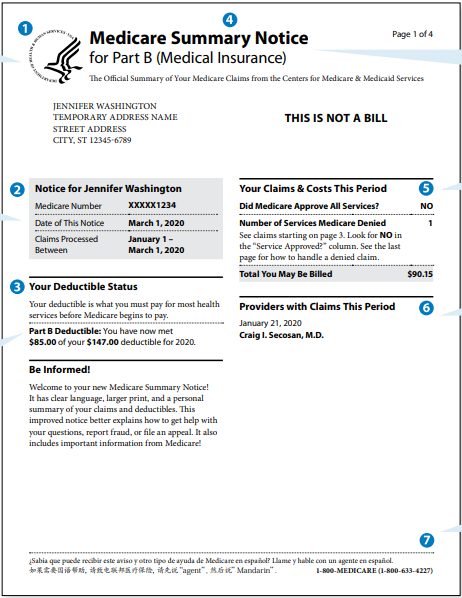 1
4
DEPARTMENT OF HEALTH & HUMAN SERVICES • USA
Medicare Summary Notice
for Part B (Medical Insurance)
Page 1 of 4
The Official Summary of Your Medicare Claims from the Centers for Medicare & Medicaid Services
JENNIFER WASHINGTON
TEMPORARY ADDRESS NAME
STREET ADDRESS
CITY, ST 12345-6789
THIS IS NOT A BILL
2
Notice for Jennifer Washington
Medicare Number XXXXX1234
Date of This Notice March 1, 2020
Claims Processed January 1 –
Between March 1, 2020
3
Your Deductible Status
Your deductible is what you must pay for most health
services before Medicare begins to pay.
Part B Deductible: You have now met
$85.00 of your $147.00 deductible for 2020.
Be Informed!
Welcome to your new Medicare Summary Notice!
It has clear language, larger print, and a personal
summary of your claims and deductibles. This
improved notice better explains how to get help with
your questions, report fraud, or file an appeal. It also
includes important information from Medicare!
5
Your Claims & Costs This Period
Did Medicare Approve All Services? NO
Number of Services Medicare Denied 1
See claims starting on page 3. Look for NO in
the “Service Approved?” column. See the last
page for how to handle a denied claim.
Total You May Be Billed $90.15
6
Providers with Claims This Period
January 21, 2020
Craig I. Secosan, M.D.
7
¿Sabía que puede recibir este aviso y otro tipo de ayuda de Medicare en español? Llame y hable con un agente en español.
如果需要国语帮助, 请致电联邦医疗保险, 请先说 “agent”, 然后说 “Mandarin”. 1-800-MEDICARE (1-800-633-4227)